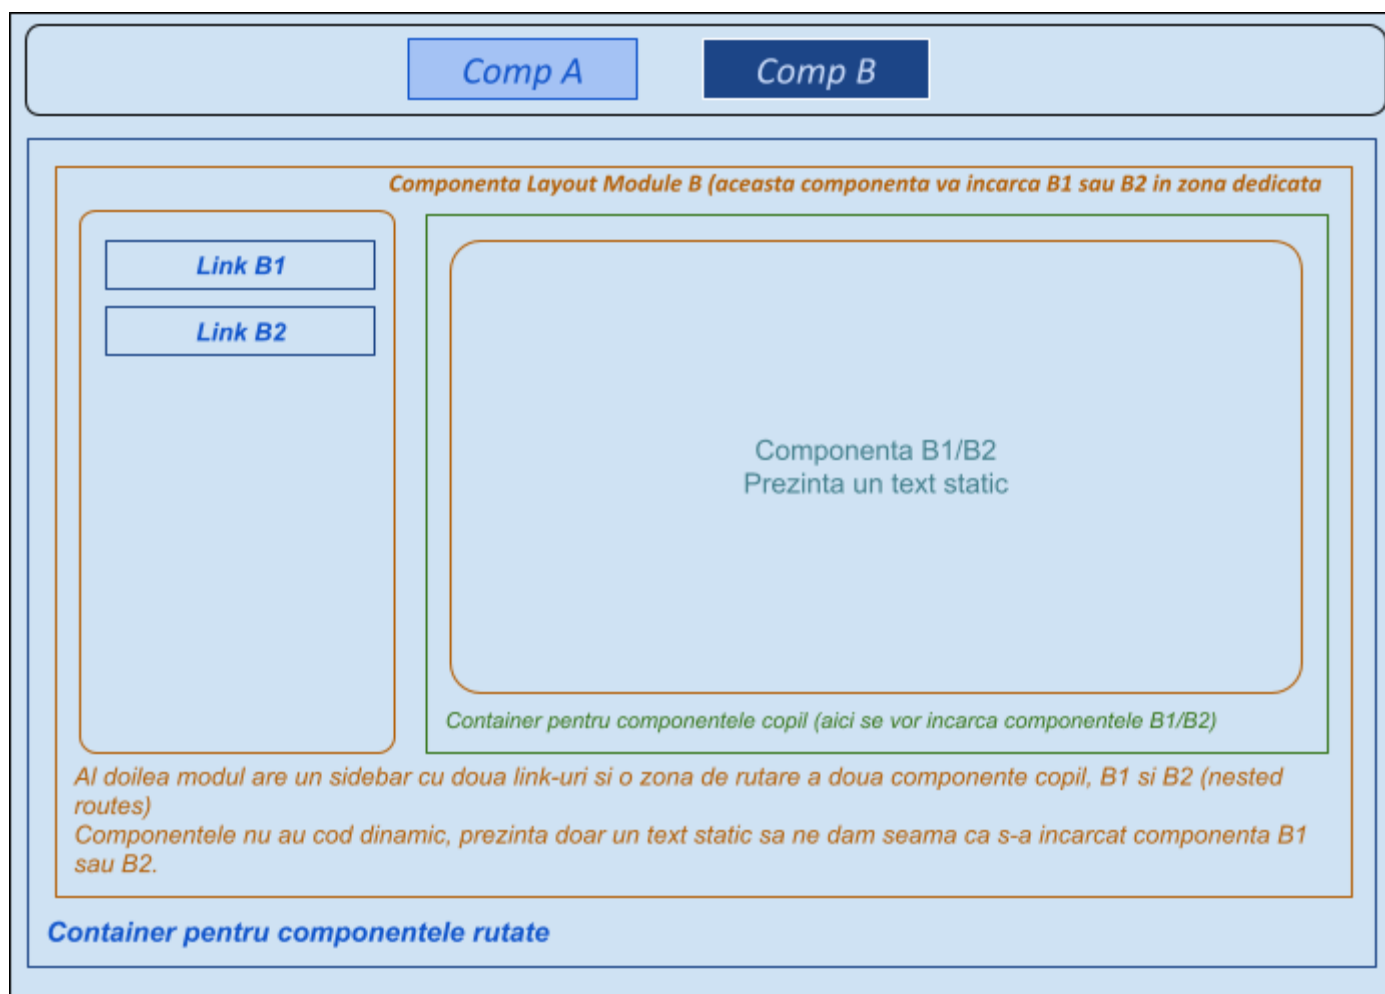 Comp A
Comp B
Componenta Layout Module B (aceasta componenta va incarca B1 sau B2 in zona dedicata
Link B1
Link B2
Componenta B1/B2
Prezinta un text static
Container pentru componentele copil (aici se vor incarca componentele B1/B2)
Al doilea modul are un sidebar cu doua link-uri si o zona de rutare a doua componente copil, B1 si B2 (nested
routes)
Componentele nu au cod dinamic, prezinta doar un text static sa ne dam seama ca s-a incarcat componenta B1
sau B2.
Container pentru componentele rutate